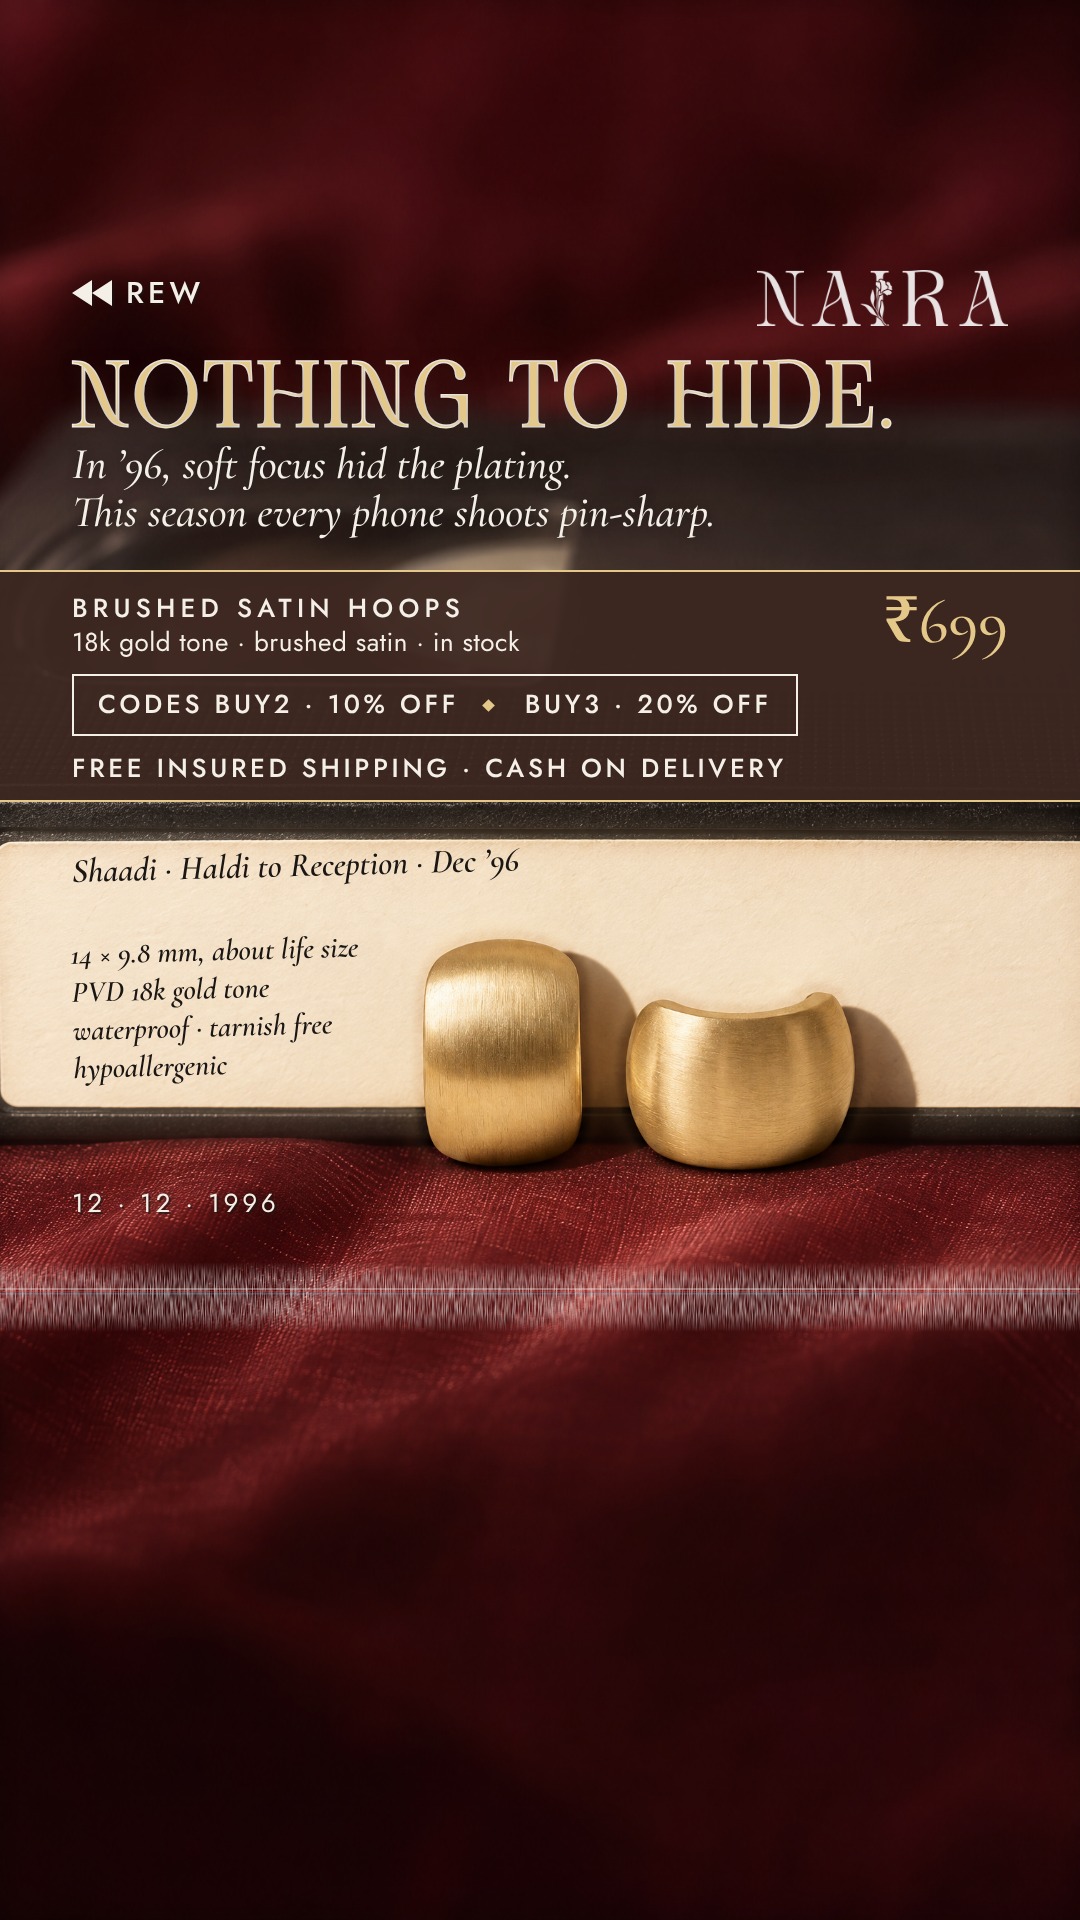 REW
NAIRA
NOTHING TO HIDE.
In ’96, soft focus hid the plating.
This season every phone shoots pin-sharp.
BRUSHED SATIN HOOPS
₹699
18k gold tone · brushed satin · in stock
CODES BUY2 · 10% OFF ◆ BUY3 · 20% OFF
FREE INSURED SHIPPING · CASH ON DELIVERY
Shaadi · Haldi to Reception · Dec ’96
14 × 9.8 mm, about life size
PVD 18k gold tone
waterproof · tarnish free
hypoallergenic
12 · 12 · 1996